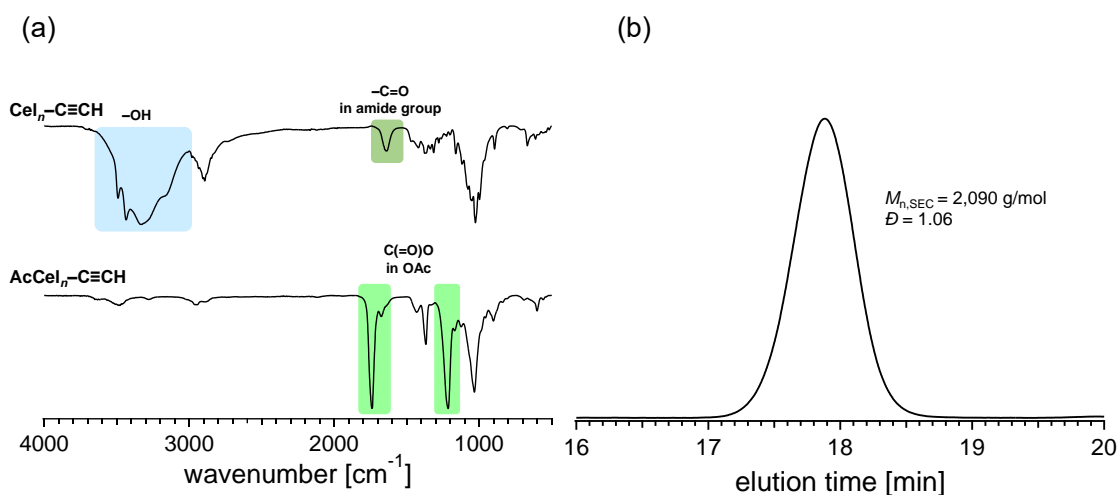 (a)
Cel𝑛–C≡CH
–OH
–C=O
in amide group
AcCel𝑛–C≡CH
C(=O)O
in OAc
4000 3000 2000 1000
wavenumber [cm⁻¹]
(b)
Mn,SEC = 2,090 g/mol
Đ = 1.06
16 17 18 19 20
elution time [min]